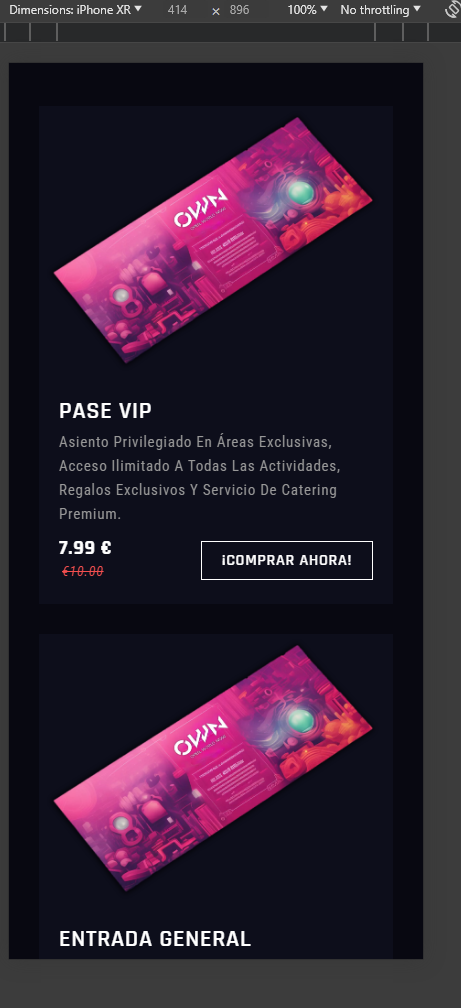 Dimensions: iPhone XR ▼ 414 × 896 100% ▼ No throttling ▼
OWN
PASE VIP
Asiento Privilegiado En Áreas Exclusivas,
Acceso Ilimitado A Todas Las Actividades,
Regalos Exclusivos Y Servicio De Catering
Premium.
7.99 €
¡COMPRAR AHORA!
€10.00
OWN
ENTRADA GENERAL